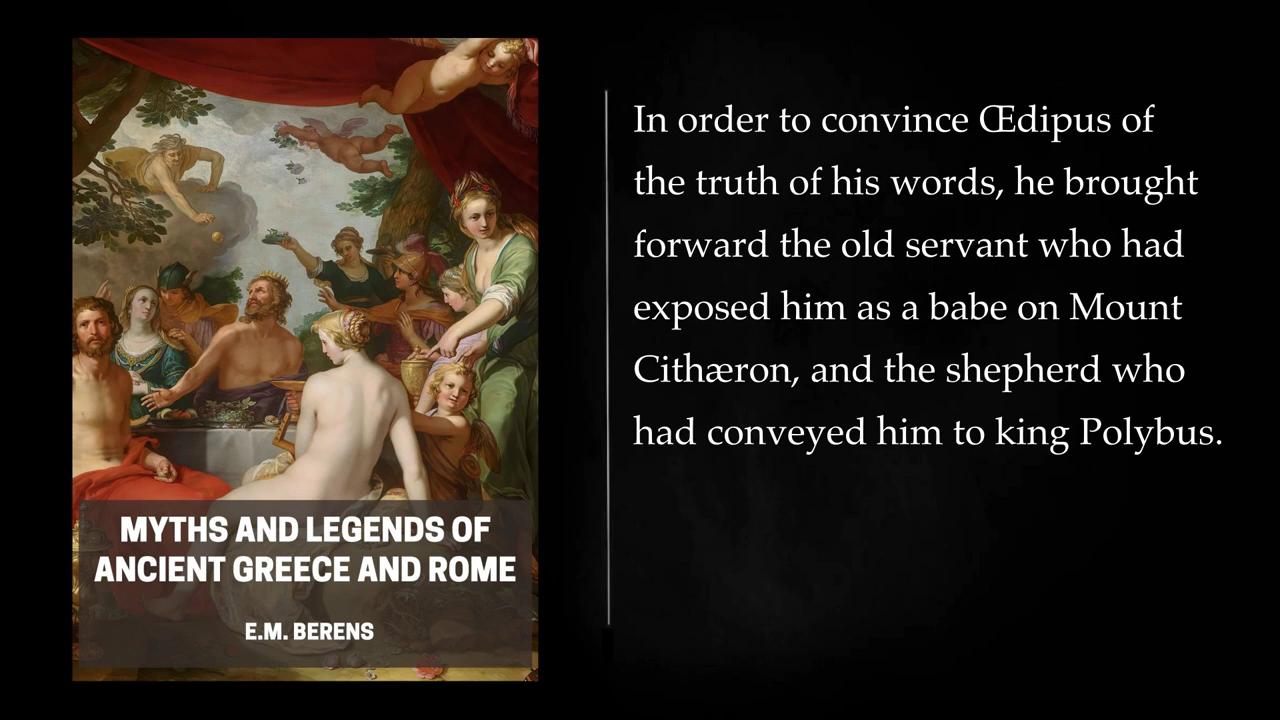 MYTHS AND LEGENDS OF
ANCIENT GREECE AND ROME
E.M. BERENS
In order to convince Œdipus of
the truth of his words, he brought
forward the old servant who had
exposed him as a babe on Mount
Cithæron, and the shepherd who
had conveyed him to king Polybus.